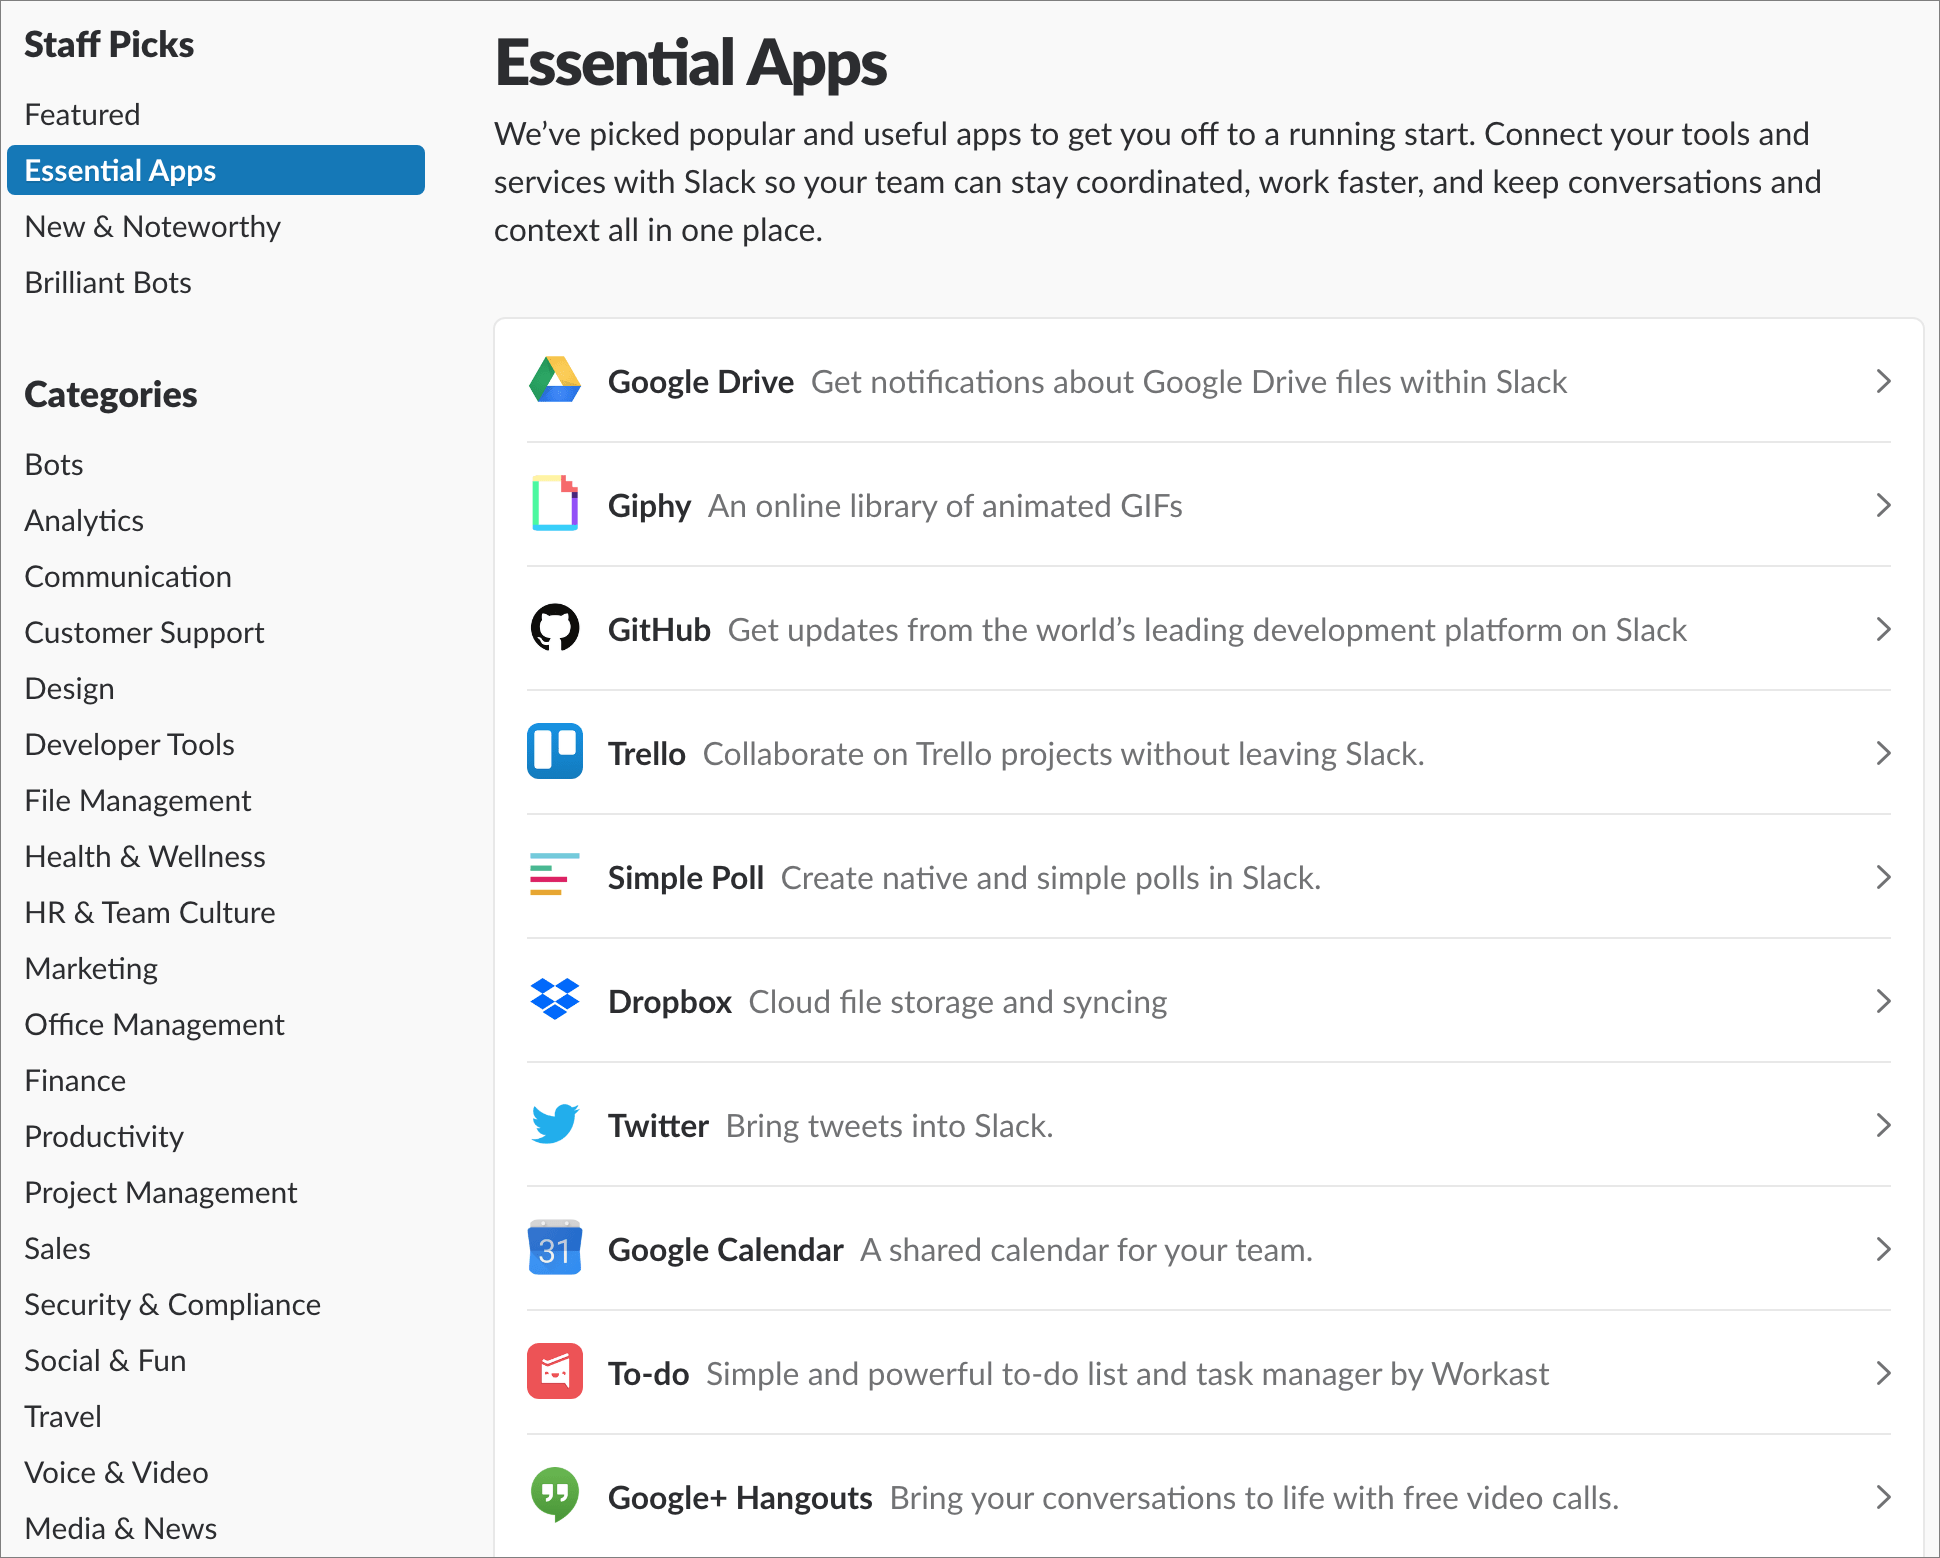 Staff Picks
Featured
Essential Apps
New & Noteworthy
Brilliant Bots
Categories
Bots
Analytics
Communication
Customer Support
Design
Developer Tools
File Management
Health & Wellness
HR & Team Culture
Marketing
Office Management
Finance
Productivity
Project Management
Sales
Security & Compliance
Social & Fun
Travel
Voice & Video
Media & News
Essential Apps
We’ve picked popular and useful apps to get you off to a running start. Connect your tools and
services with Slack so your team can stay coordinated, work faster, and keep conversations and
context all in one place.
Google Drive Get notifications about Google Drive files within Slack
Giphy An online library of animated GIFs
GitHub Get updates from the world’s leading development platform on Slack
Trello Collaborate on Trello projects without leaving Slack.
Simple Poll Create native and simple polls in Slack.
Dropbox Cloud file storage and syncing
Twitter Bring tweets into Slack.
31 Google Calendar A shared calendar for your team.
To-do Simple and powerful to-do list and task manager by Workast
Google+ Hangouts Bring your conversations to life with free video calls.